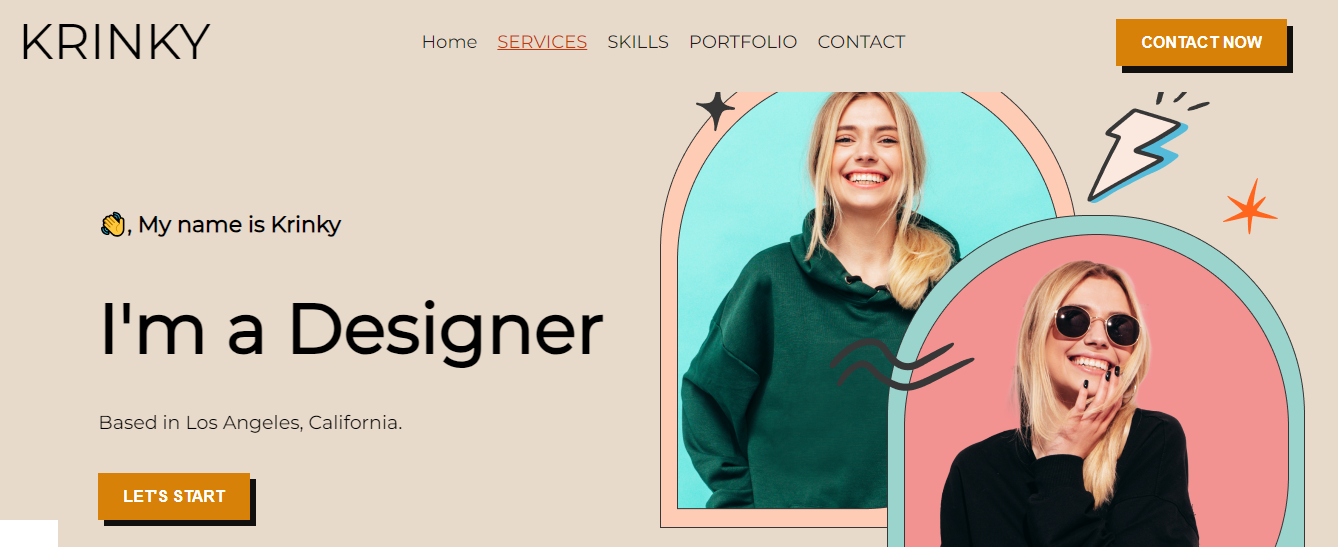 KRINKY
Home SERVICES SKILLS PORTFOLIO CONTACT
CONTACT NOW
👋, My name is Krinky
I'm a Designer
Based in Los Angeles, California.
LET'S START